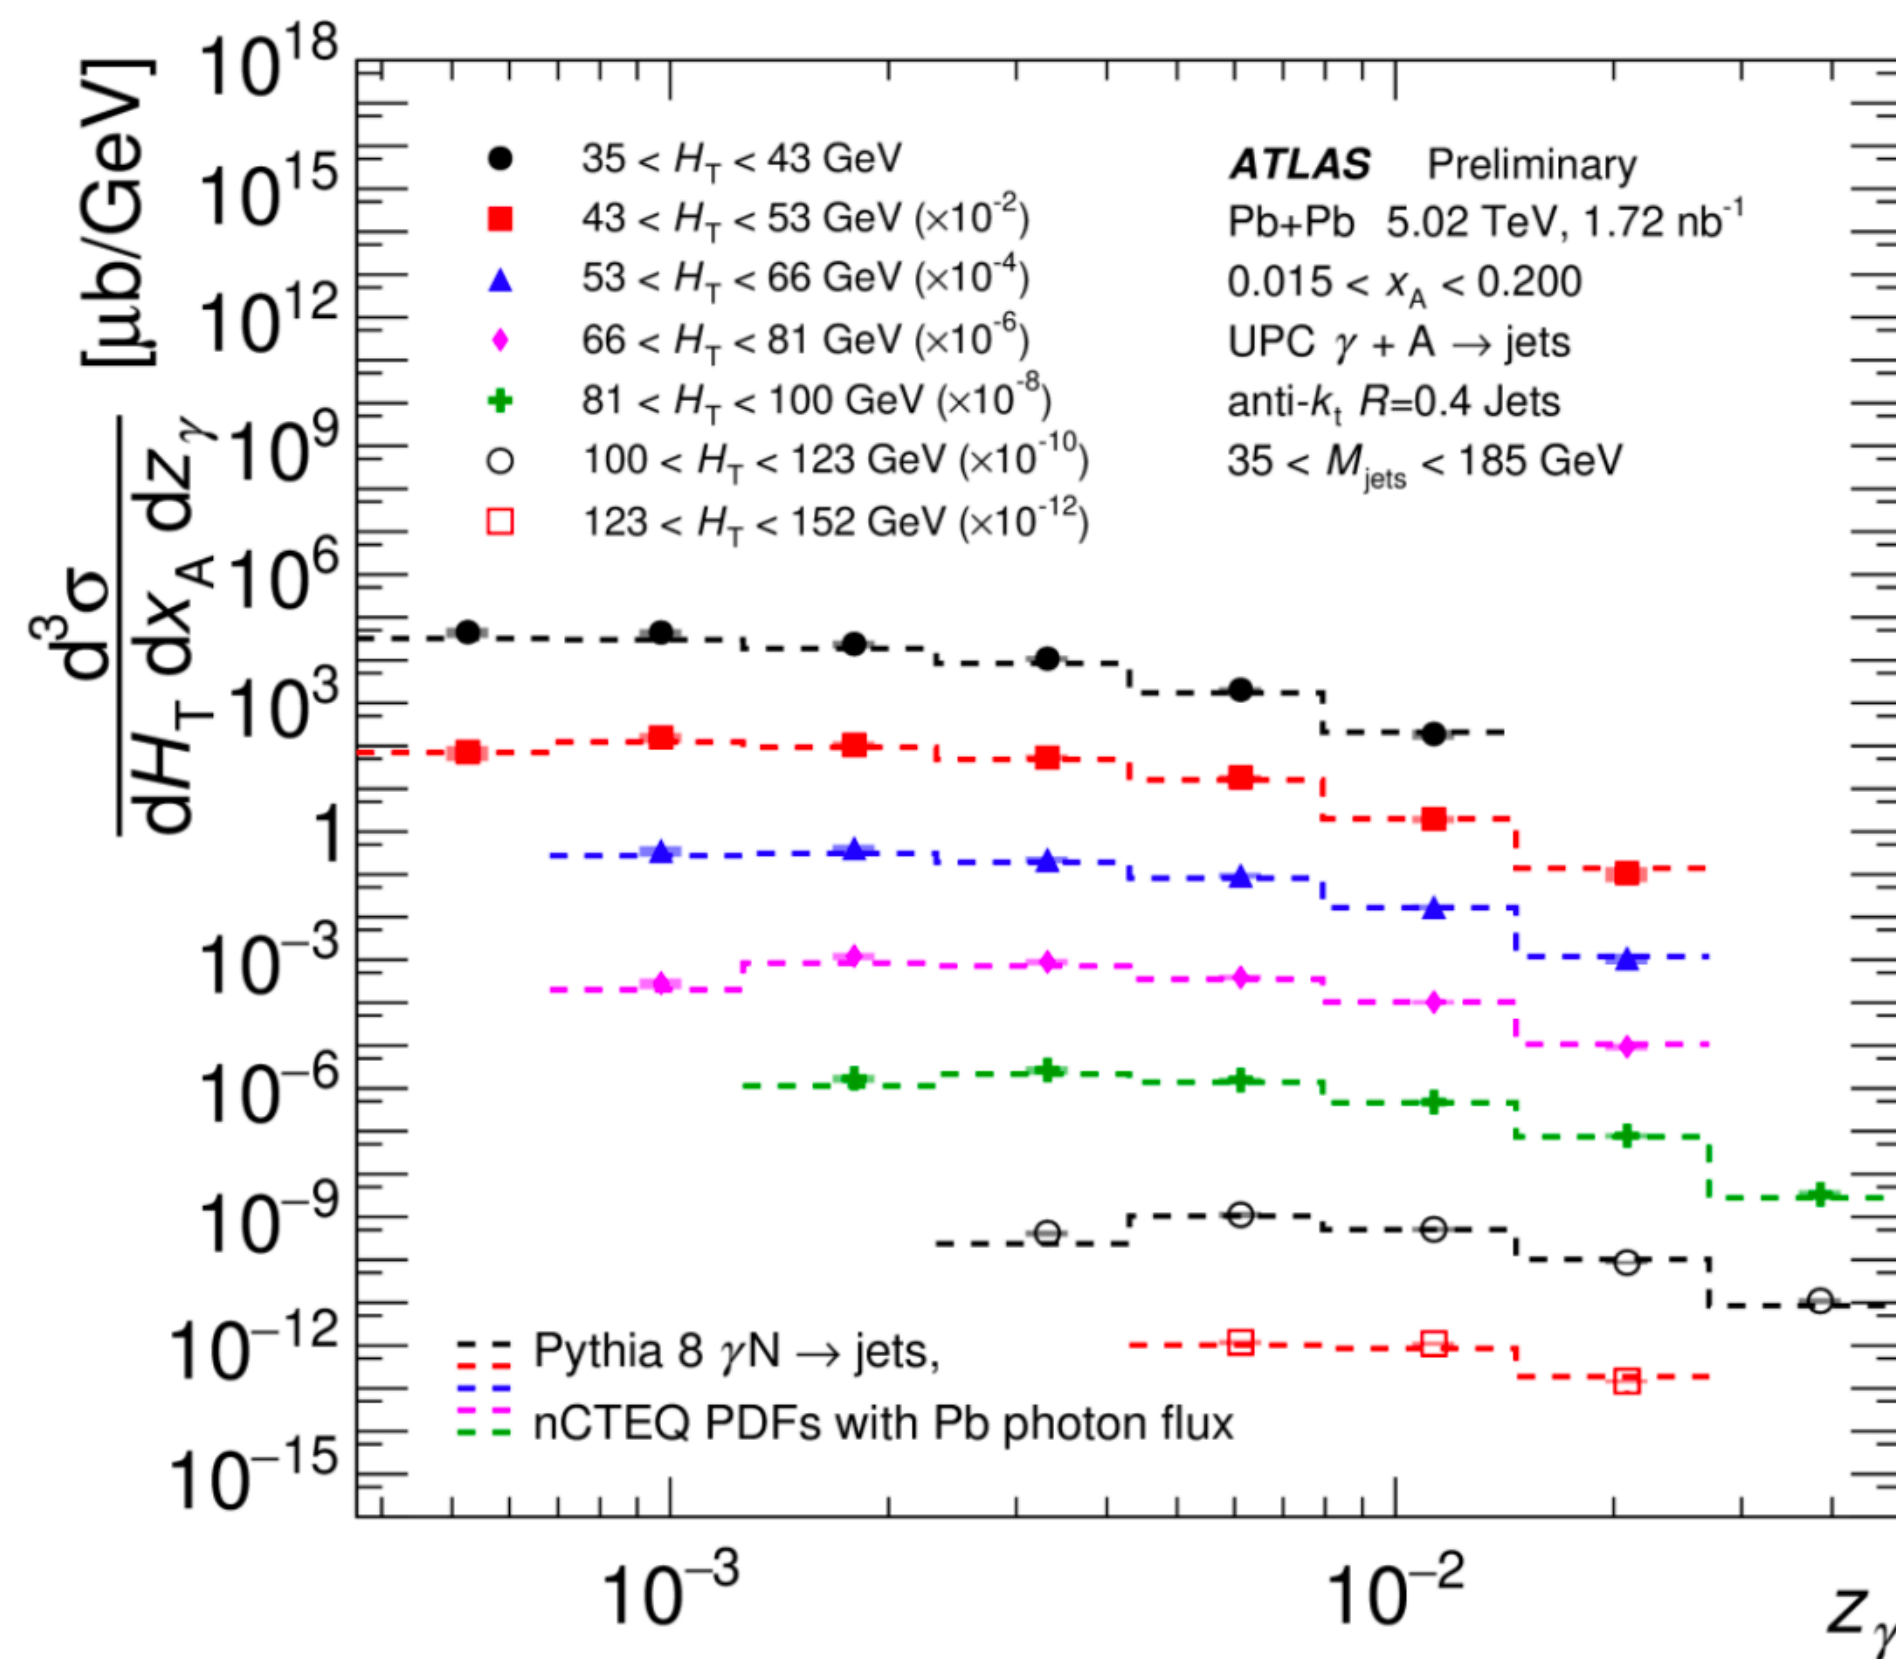 d³σ / dH_T dx_A dz_γ [μb/GeV]
10^18
10^15
10^12
10^9
10^6
10^3
1
10^−3
10^−6
10^−9
10^−12
10^−15
35 < H_T < 43 GeV
43 < H_T < 53 GeV (×10^-2)
53 < H_T < 66 GeV (×10^-4)
66 < H_T < 81 GeV (×10^-6)
81 < H_T < 100 GeV (×10^-8)
100 < H_T < 123 GeV (×10^-10)
123 < H_T < 152 GeV (×10^-12)
ATLAS Preliminary
Pb+Pb 5.02 TeV, 1.72 nb^-1
0.015 < x_A < 0.200
UPC γ + A → jets
anti-k_t R=0.4 Jets
35 < M_jets < 185 GeV
Pythia 8 γN → jets,
nCTEQ PDFs with Pb photon flux
10^−3
10^−2
z_γ